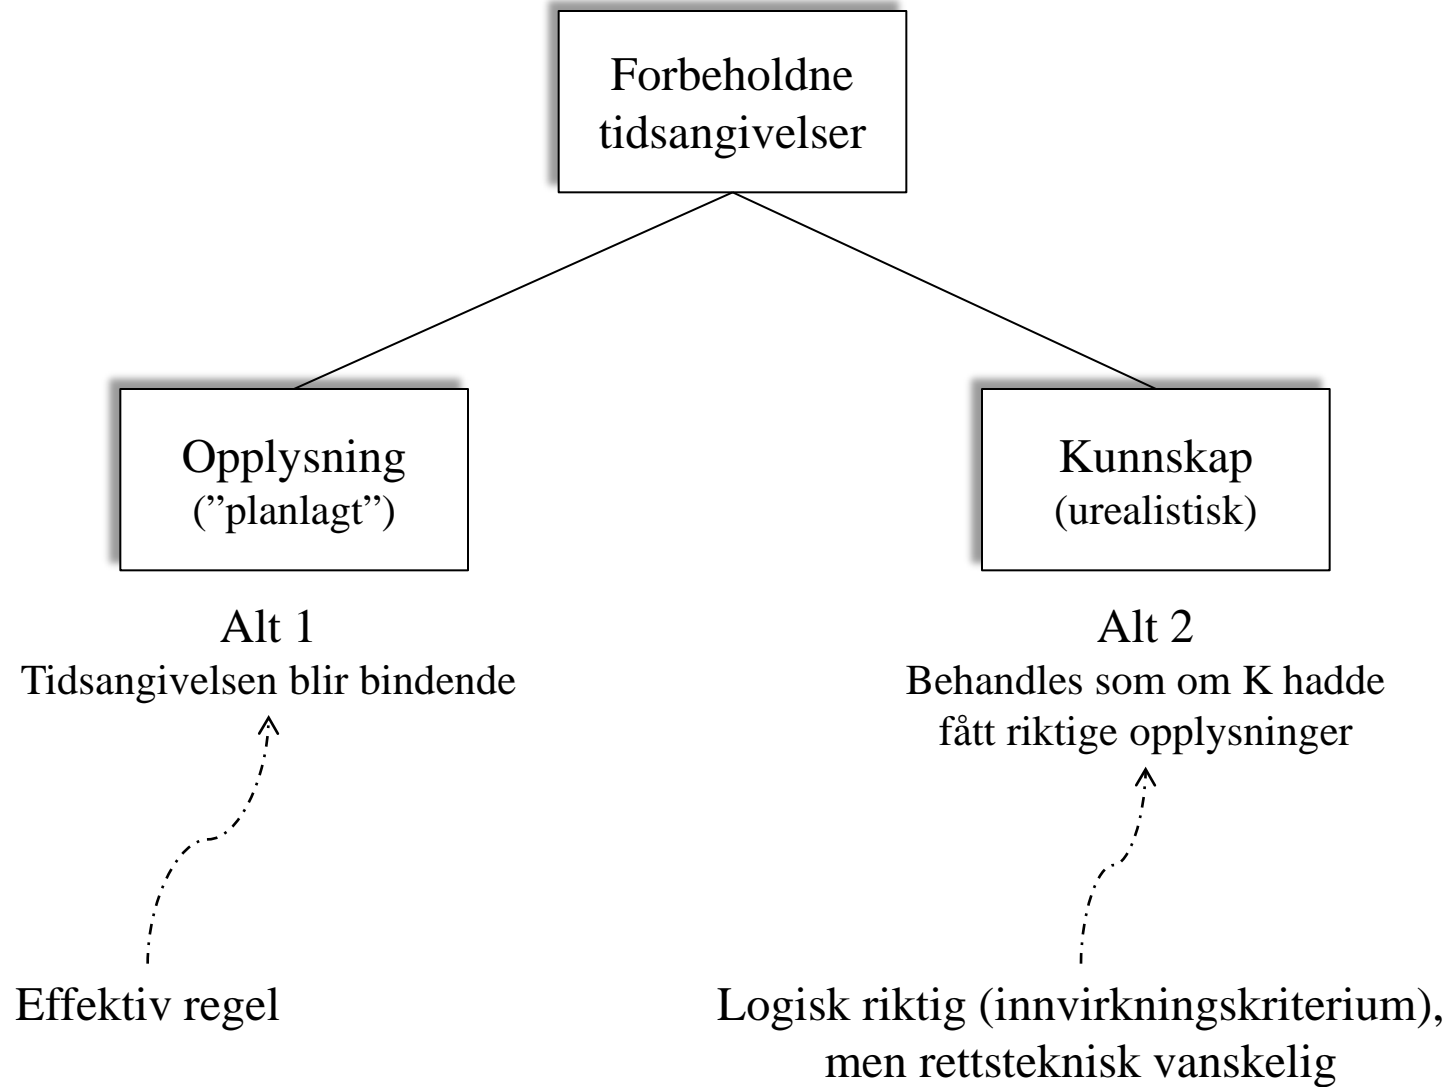 Forbeholdne
tidsangivelser
Opplysning
(”planlagt”)
Kunnskap
(urealistisk)
Alt 1
Tidsangivelsen blir bindende
Alt 2
Behandles som om K hadde
fått riktige opplysninger
Effektiv regel
Logisk riktig (innvirkningskriterium),
men rettsteknisk vanskelig